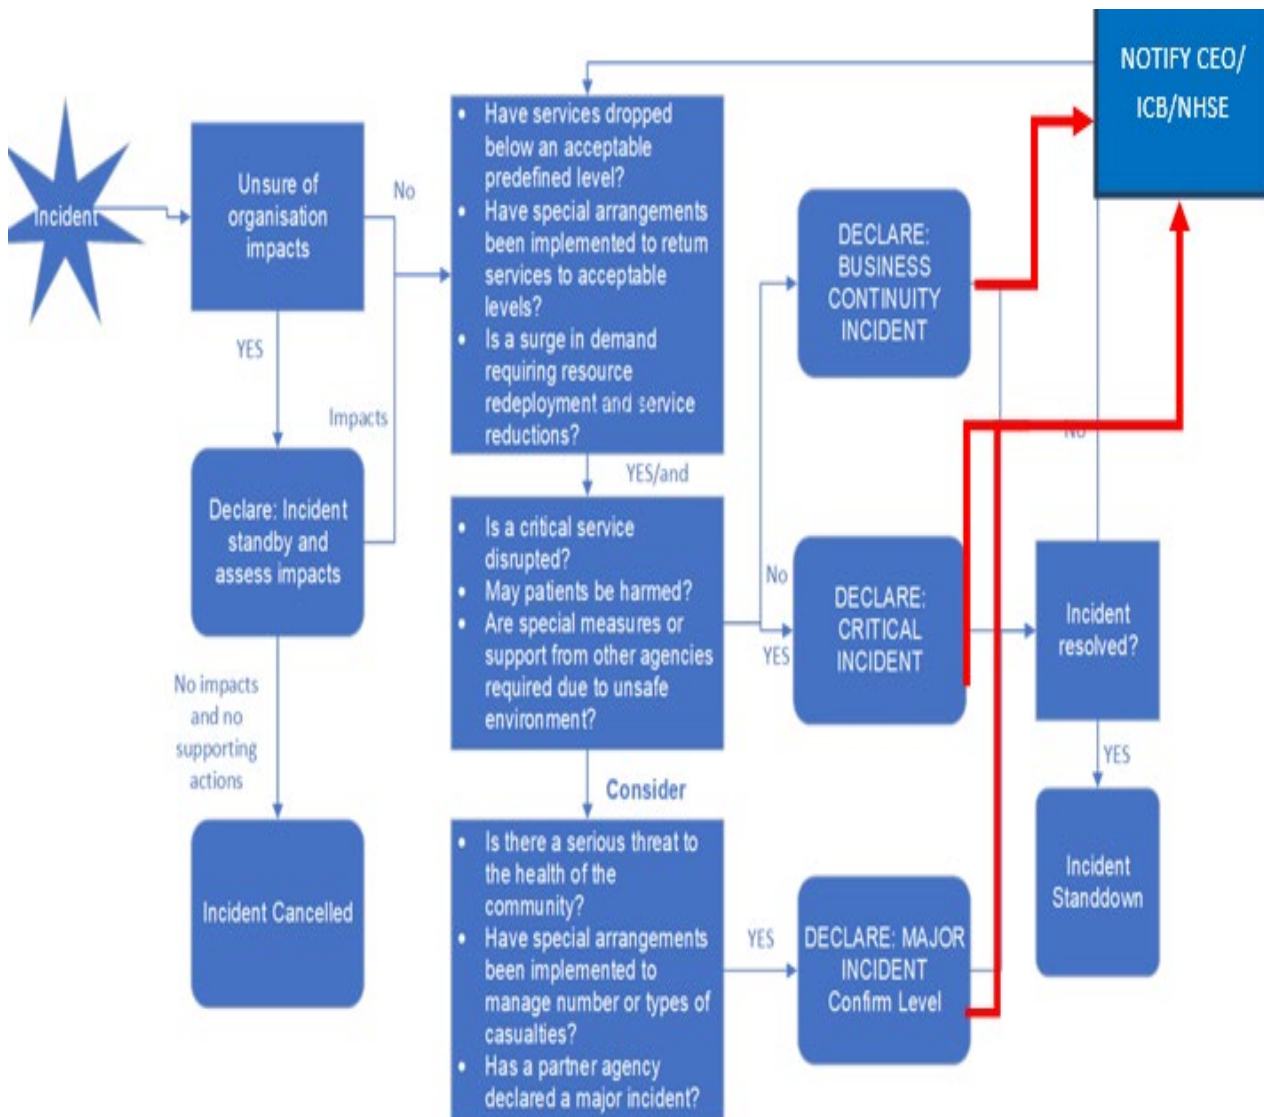 NOTIFY CEO/
ICB/NHSE
Incident
Unsure of
organisation
impacts
No
YES
Impacts
Declare: Incident
standby and
assess impacts
No impacts
and no
supporting
actions
Incident Cancelled
• Have services dropped
below an acceptable
predefined level?
• Have special arrangements
been implemented to return
services to acceptable
levels?
• Is a surge in demand
requiring resource
redeployment and service
reductions?
YES/and
• Is a critical service
disrupted?
• May patients be harmed?
• Are special measures or
support from other agencies
required due to unsafe
environment?
Consider
• Is there a serious threat to
the health of the
community?
• Have special arrangements
been implemented to
manage number or types of
casualties?
• Has a partner agency
declared a major incident?
DECLARE:
BUSINESS
CONTINUITY
INCIDENT
No
YES
DECLARE:
CRITICAL
INCIDENT
YES
DECLARE: MAJOR
INCIDENT
Confirm Level
No
Incident
resolved?
YES
Incident
Standdown